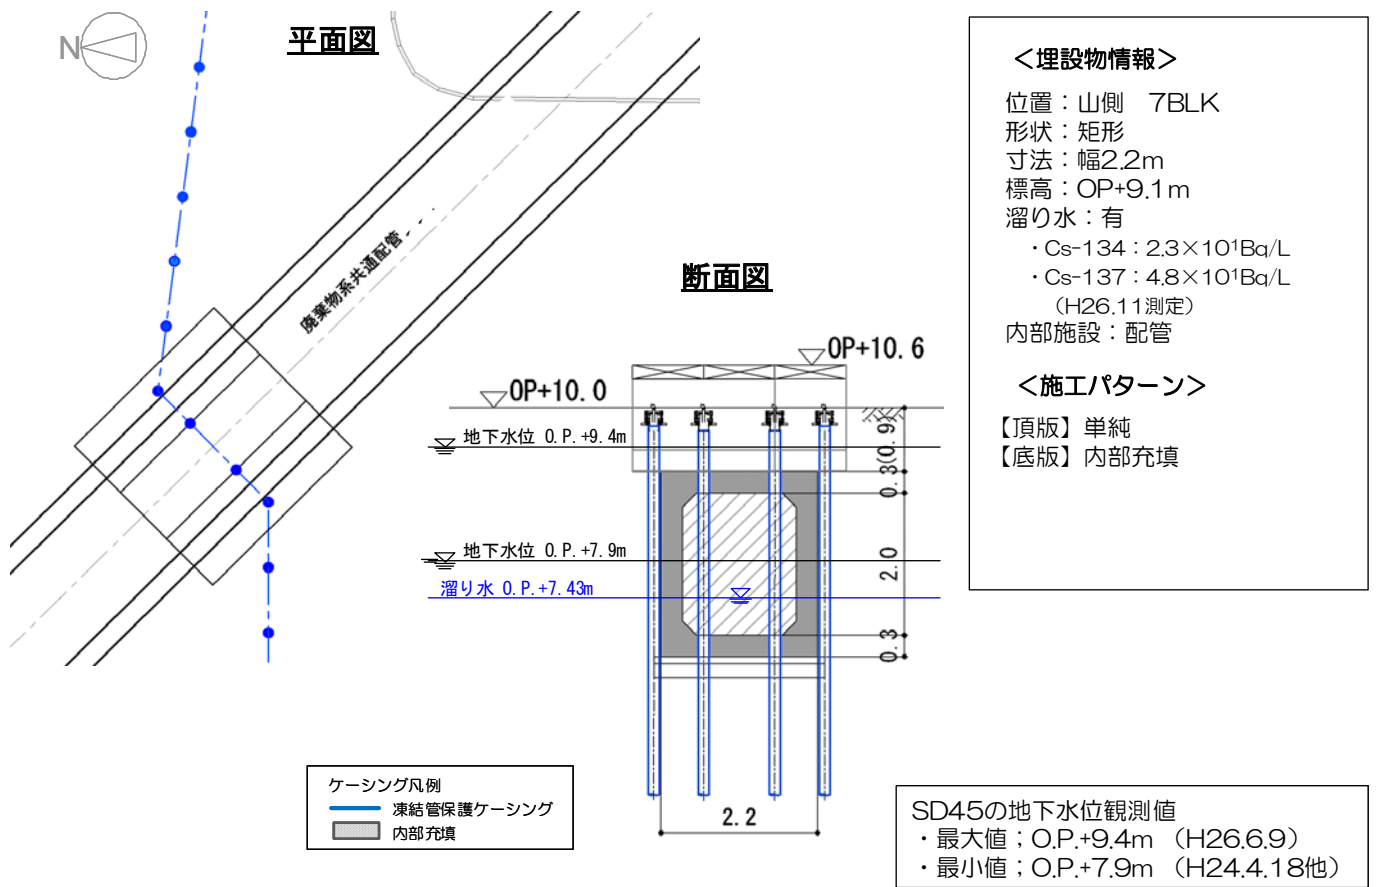 N
平面図
廃棄物系共通配管
断面図
OP+10.6
OP+10.0
地下水位 O.P.+9.4m
地下水位 O.P.+7.9m
溜り水 O.P.+7.43m
0.3(0.9)
2.0
0.3
2.2
ケーシング凡例
凍結管保護ケーシング
内部充填
＜埋設物情報＞
位置：山側　7BLK
形状：矩形
寸法：幅2.2m
標高：OP+9.1m
溜り水：有
・Cs-134：2.3×10¹Bq/L
・Cs-137：4.8×10¹Bq/L
（H26.11測定）
内部施設：配管
＜施工パターン＞
【頂版】単純
【底版】内部充填
SD45の地下水位観測値
・最大値；O.P.+9.4m （H26.6.9）
・最小値；O.P.+7.9m （H24.4.18他）